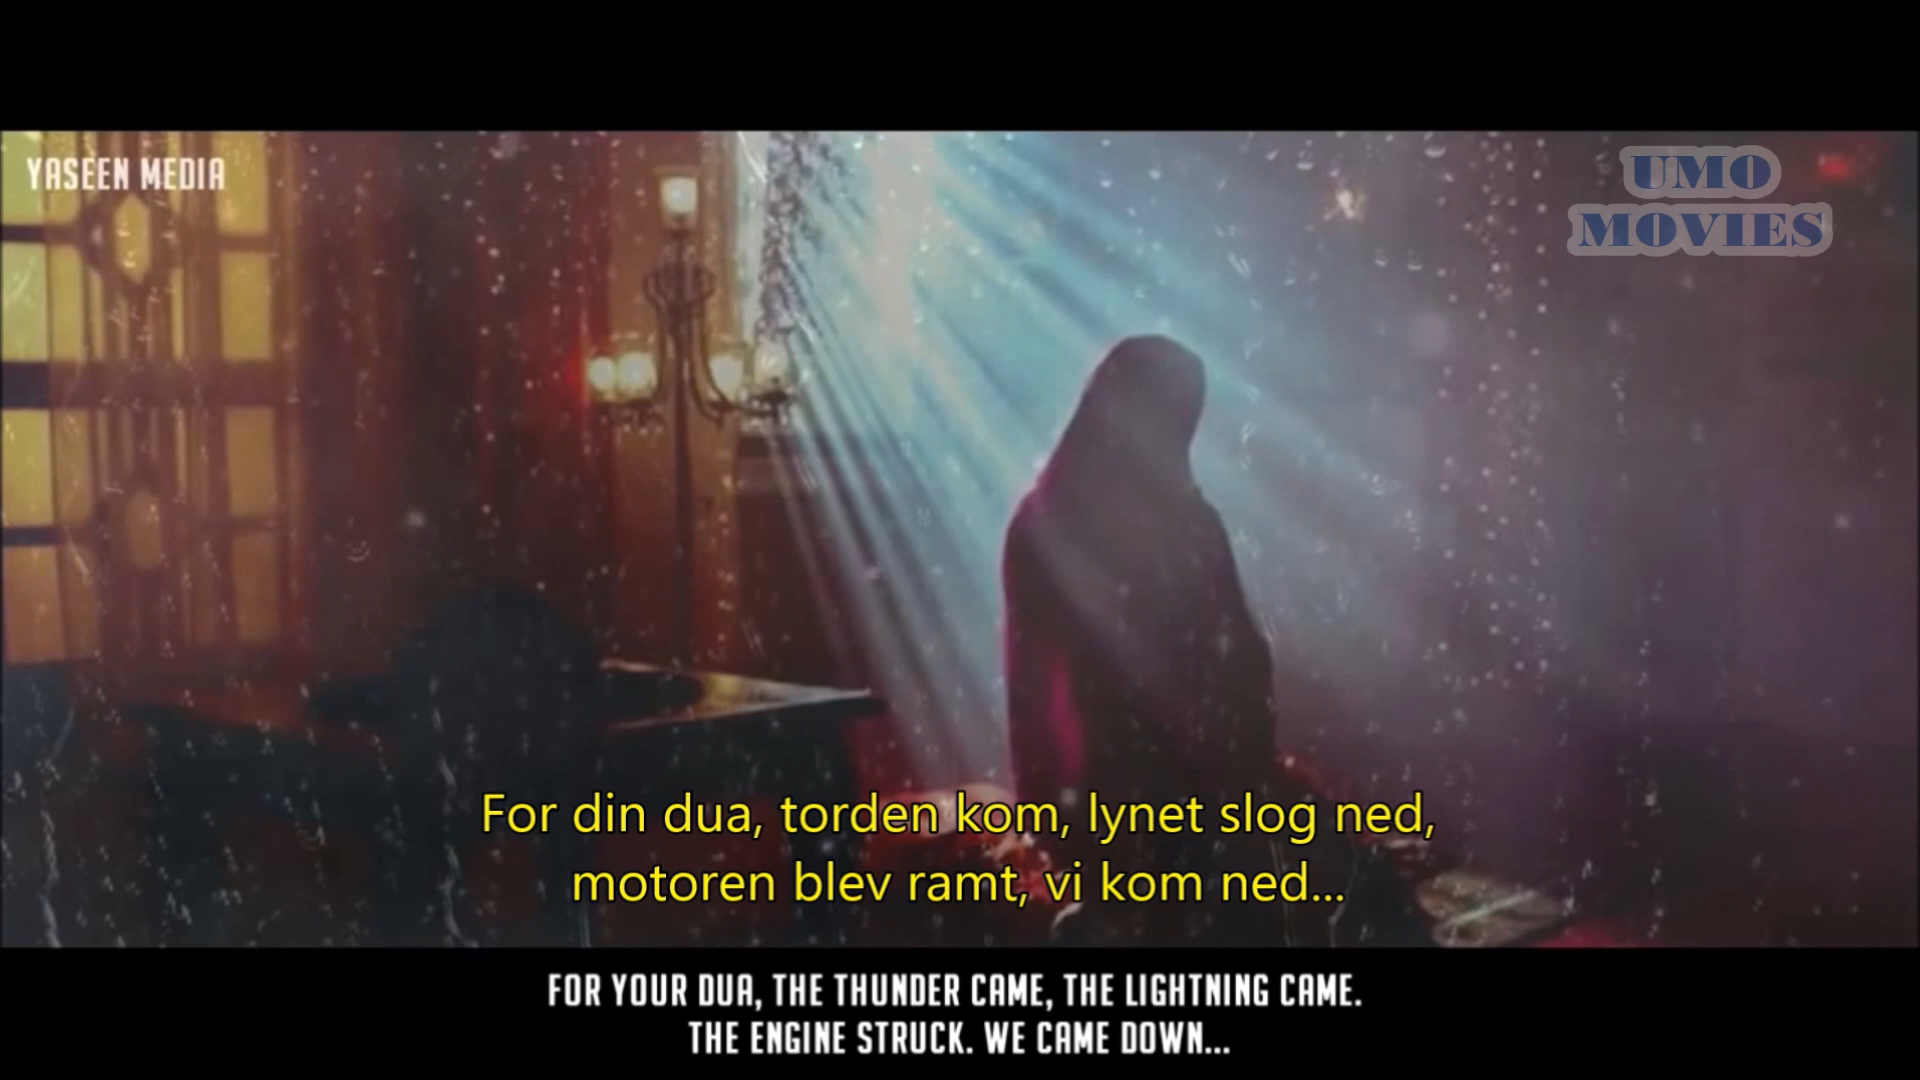 YASEEN MEDIA
UMO
MOVIES
For din dua, torden kom, lynet slog ned,
motoren blev ramt, vi kom ned...
FOR YOUR DUA, THE THUNDER CAME, THE LIGHTNING CAME.
THE ENGINE STRUCK. WE CAME DOWN...